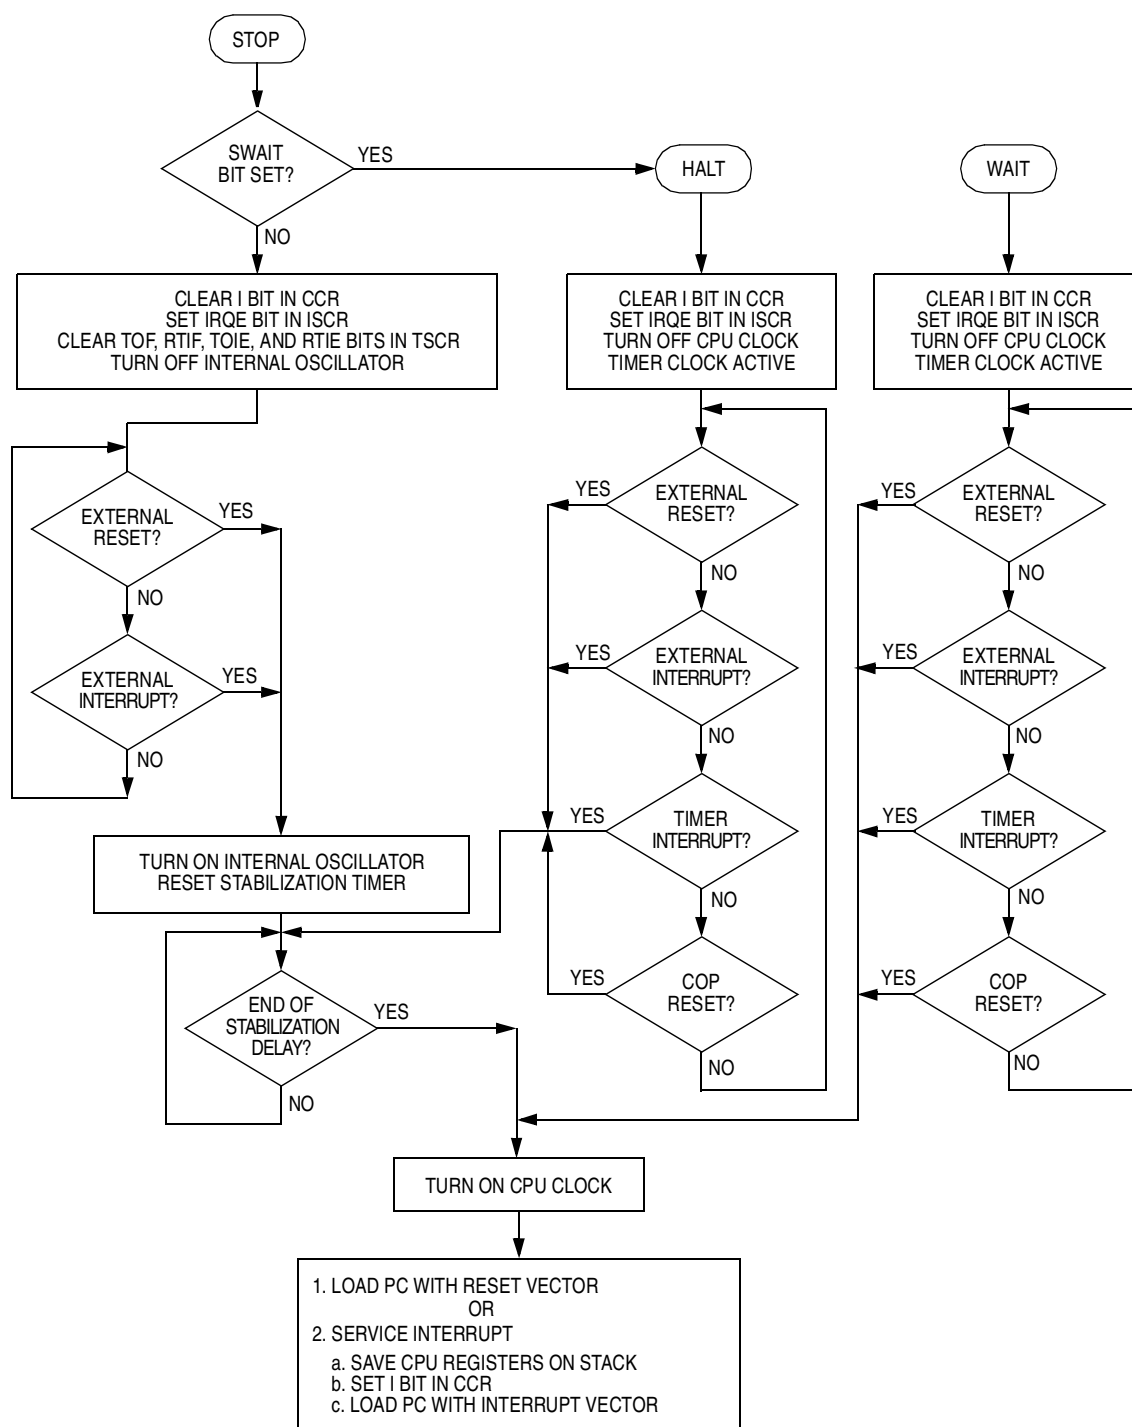 STOP
SWAIT
BIT SET?
YES
NO
HALT
WAIT
CLEAR I BIT IN CCR
SET IRQE BIT IN ISCR
CLEAR TOF, RTIF, TOIE, AND RTIE BITS IN TSCR
TURN OFF INTERNAL OSCILLATOR
CLEAR I BIT IN CCR
SET IRQE BIT IN ISCR
TURN OFF CPU CLOCK
TIMER CLOCK ACTIVE
CLEAR I BIT IN CCR
SET IRQE BIT IN ISCR
TURN OFF CPU CLOCK
TIMER CLOCK ACTIVE
EXTERNAL
RESET?
YES
NO
EXTERNAL
INTERRUPT?
YES
NO
TURN ON INTERNAL OSCILLATOR
RESET STABILIZATION TIMER
END OF
STABILIZATION
DELAY?
YES
NO
YES
EXTERNAL
RESET?
NO
YES
EXTERNAL
INTERRUPT?
NO
YES
TIMER
INTERRUPT?
NO
YES
COP
RESET?
NO
YES
EXTERNAL
RESET?
NO
YES
EXTERNAL
INTERRUPT?
NO
YES
TIMER
INTERRUPT?
NO
YES
COP
RESET?
NO
TURN ON CPU CLOCK
1. LOAD PC WITH RESET VECTOR
OR
2. SERVICE INTERRUPT
a. SAVE CPU REGISTERS ON STACK
b. SET I BIT IN CCR
c. LOAD PC WITH INTERRUPT VECTOR